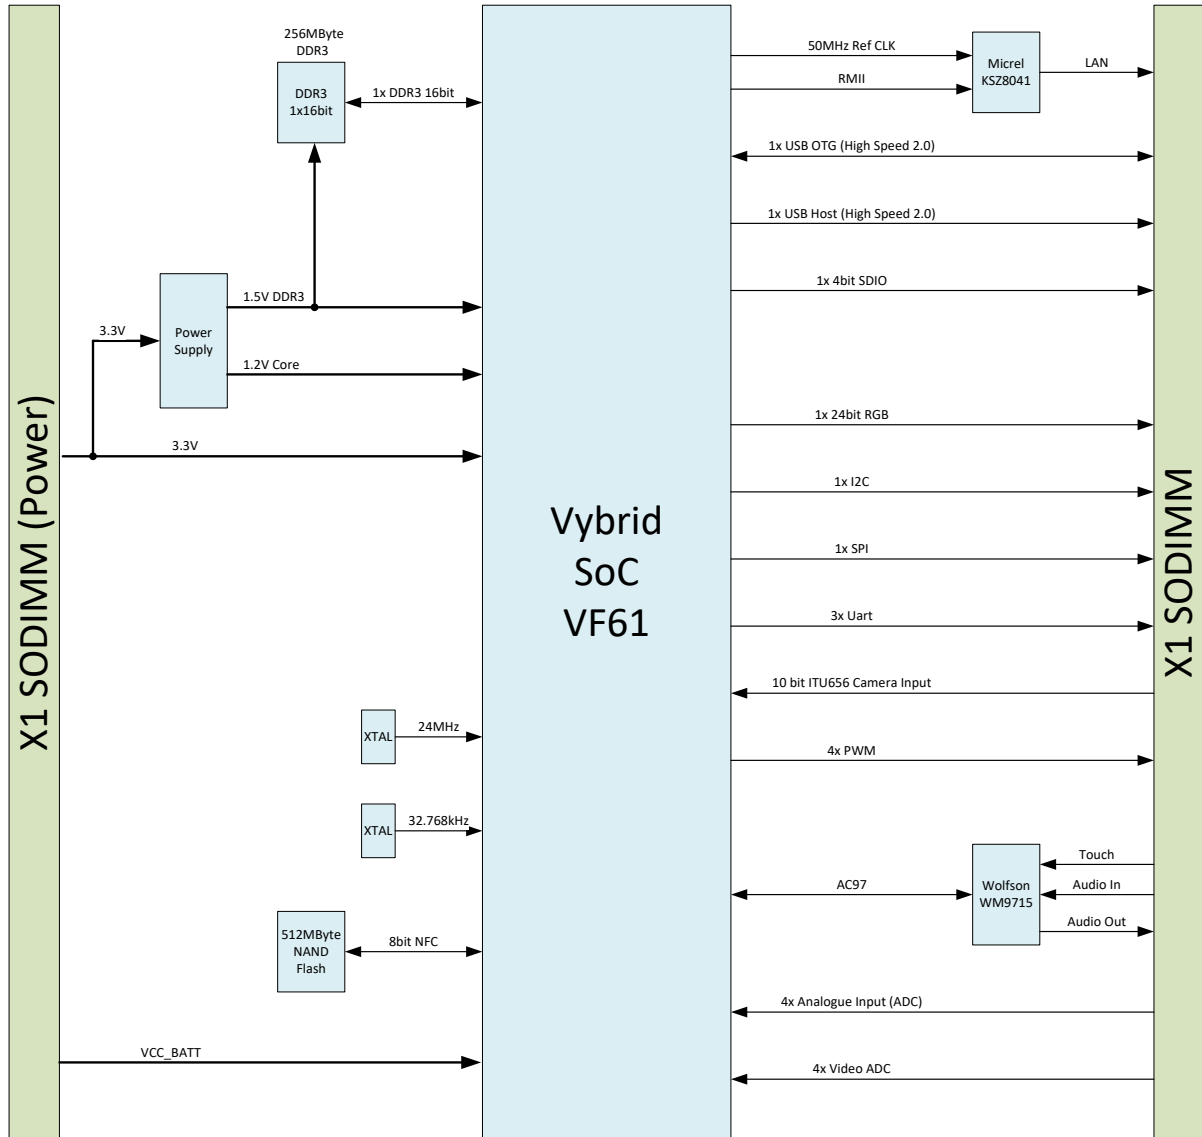 256MByte
DDR3
DDR3
1x16bit
1x DDR3 16bit
50MHz Ref CLK
RMII
Micrel
KSZ8041
LAN
1x USB OTG (High Speed 2.0)
1x USB Host (High Speed 2.0)
1.5V DDR3
1x 4bit SDIO
3.3V
Power
Supply
1.2V Core
1x 24bit RGB
3.3V
1x I2C
X1 SODIMM (Power)
Vybrid
SoC
VF61
X1 SODIMM
1x SPI
3x Uart
10 bit ITU656 Camera Input
XTAL
24MHz
4x PWM
XTAL
32.768kHz
Touch
AC97
Wolfson
WM9715
Audio In
Audio Out
512MByte
NAND
Flash
8bit NFC
4x Analogue Input (ADC)
VCC_BATT
4x Video ADC